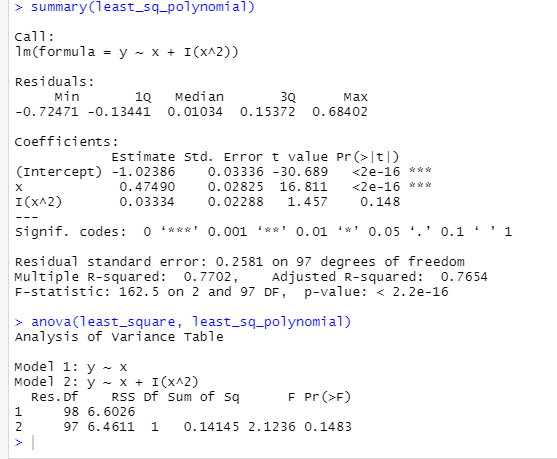 > summary(least_sq_polynomial)
Call:
lm(formula = y ~ x + I(x^2))
Residuals:
     Min       1Q   Median       3Q      Max
-0.72471 -0.13441  0.01034  0.15372  0.68402
Coefficients:
            Estimate Std. Error t value Pr(>|t|)
(Intercept) -1.02386    0.03336 -30.689   <2e-16 ***
x            0.47490    0.02825  16.811   <2e-16 ***
I(x^2)       0.03334    0.02288   1.457    0.148
---
Signif. codes:  0 ‘***’ 0.001 ‘**’ 0.01 ‘*’ 0.05 ‘.’ 0.1 ‘ ’ 1
Residual standard error: 0.2581 on 97 degrees of freedom
Multiple R-squared:  0.7702,	Adjusted R-squared:  0.7654
F-statistic: 162.5 on 2 and 97 DF,  p-value: < 2.2e-16
> anova(least_square, least_sq_polynomial)
Analysis of Variance Table
Model 1: y ~ x
Model 2: y ~ x + I(x^2)
  Res.Df    RSS Df Sum of Sq      F Pr(>F)
1     98 6.6026
2     97 6.4611  1   0.14145 2.1236 0.1483
>